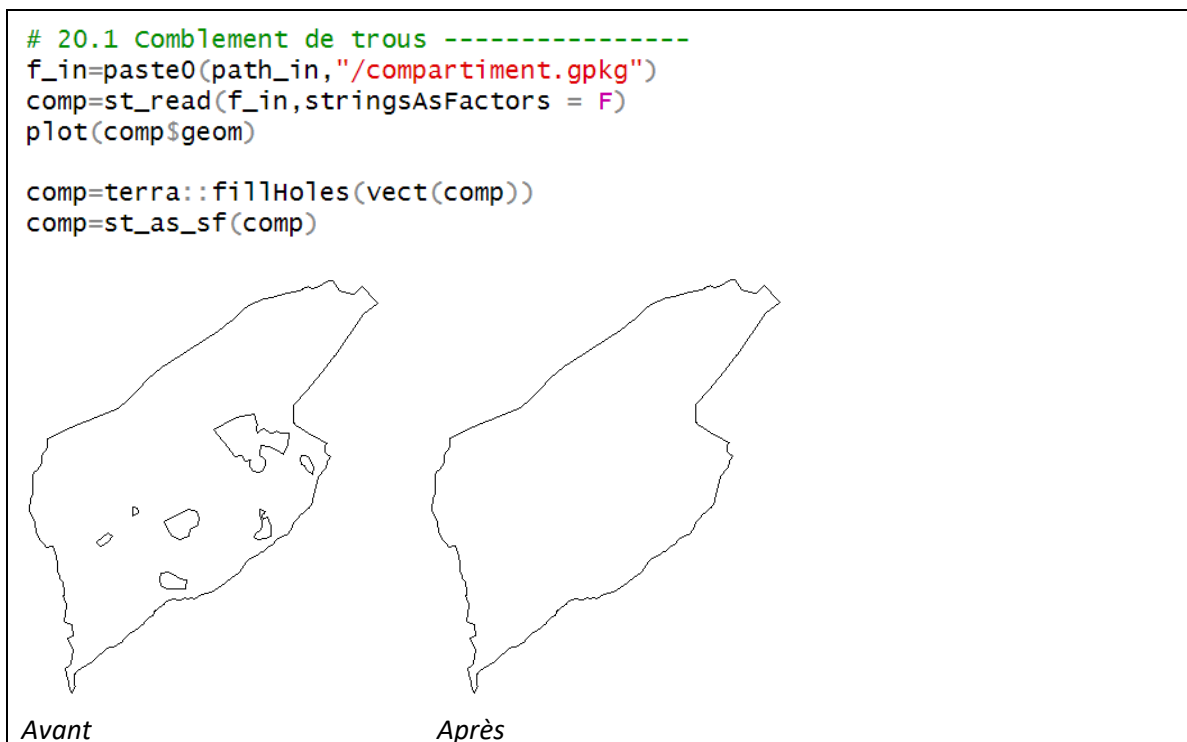 # 20.1 Comblement de trous ----------------
f_in=paste0(path_in,"/compartiment.gpkg")
comp=st_read(f_in,stringsAsFactors = F)
plot(comp$geom)
comp=terra::fillHoles(vect(comp))
comp=st_as_sf(comp)
Avant
Après